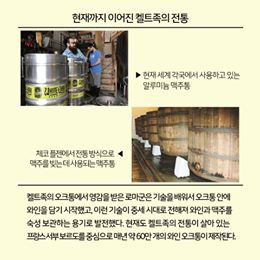 현재까지 이어진 켈트족의 전통
▶ 현재 세계 각국에서 사용하고 있는
알루미늄 맥주통
체코 플젠에서 전통 방식으로 ◀
맥주를 빚는 데 사용되는 맥주통
켈트족의 오크통에서 영감을 받은 로마군은 기술을 배워서 오크통 안에
와인을 담기 시작했고, 이런 기술이 중세 시대로 전해져 와인과 맥주를
숙성 보관하는 용기로 발전했다. 현재도 켈트족의 전통이 살아 있는
프랑스 서부 보르도를 중심으로 매년 약 60만 개의 와인 오크통이 제작된다.